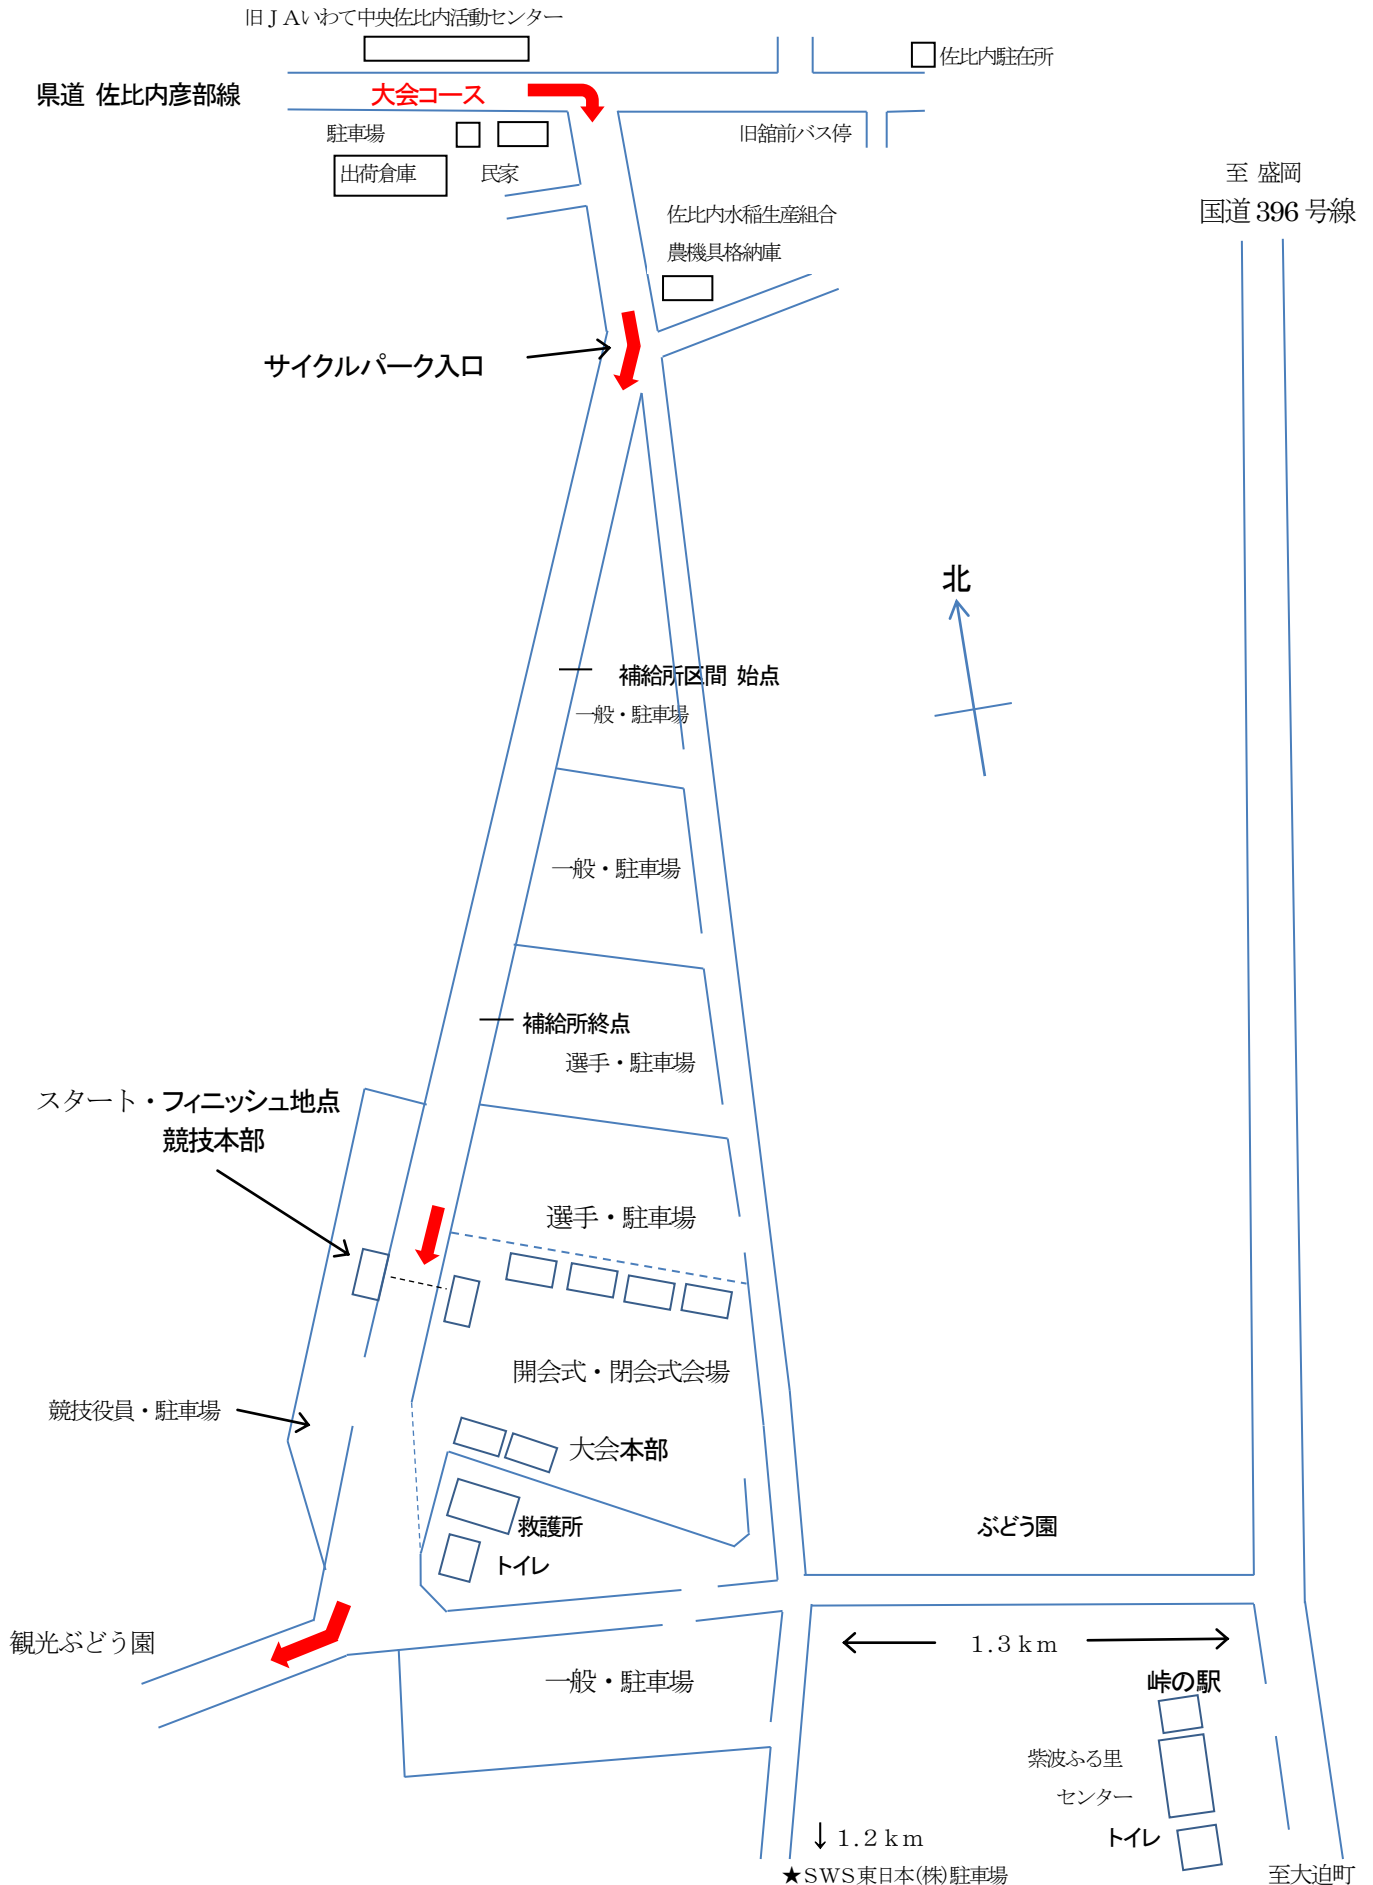 旧ＪＡいわて中央佐比内活動センター
佐比内駐在所
県道 佐比内彦部線
大会コース
駐車場
旧舘前バス停
出荷倉庫
民家
至 盛岡
国道 396 号線
佐比内水稲生産組合
農機具格納庫
サイクルパーク入口
北
補給所区間 始点
一般・駐車場
一般・駐車場
補給所終点
選手・駐車場
スタート・フィニッシュ地点
競技本部
選手・駐車場
開会式・閉会式会場
競技役員・駐車場
大会本部
救護所
トイレ
ぶどう園
観光ぶどう園
1.3ｋｍ
一般・駐車場
峠の駅
紫波ふる里
センター
トイレ
↓ 1.2ｋｍ
★ＳＷＳ東日本(株)駐車場
至大迫町